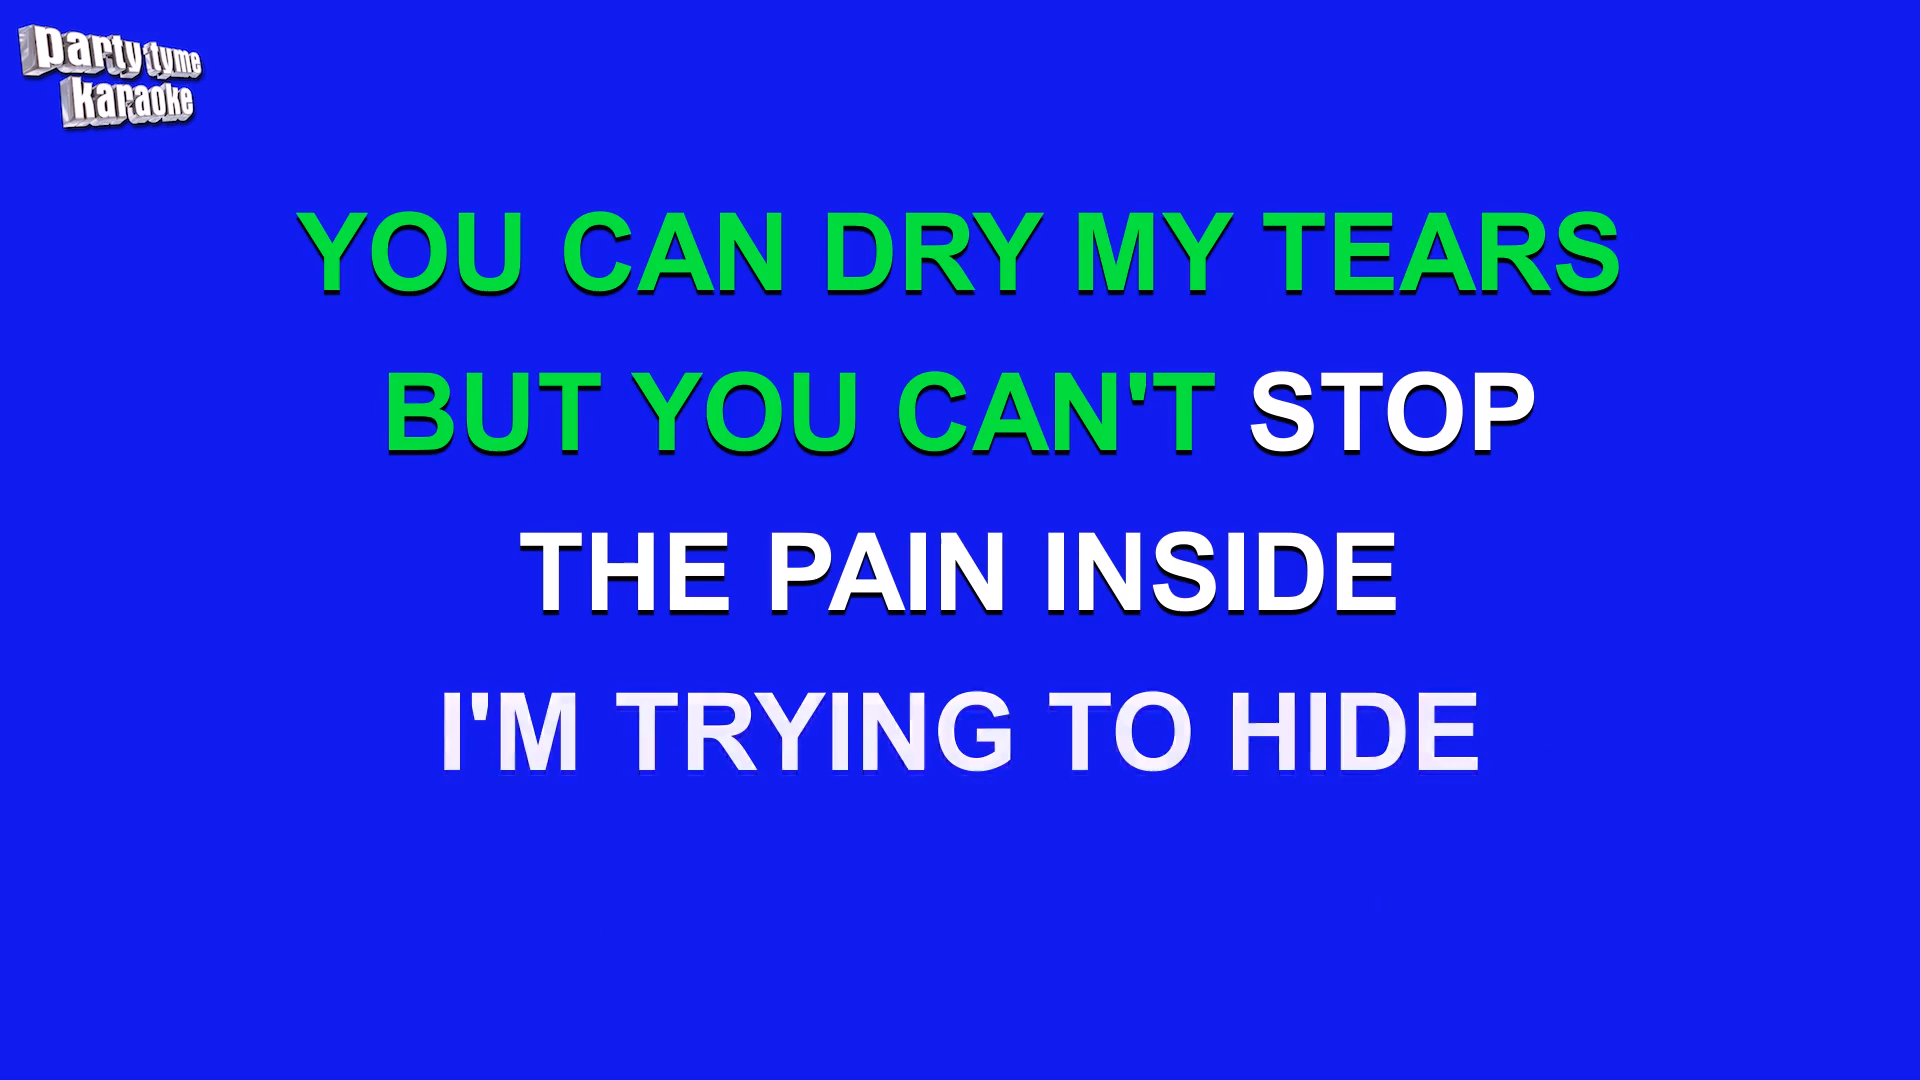 party tyme
karaoke
YOU CAN DRY MY TEARS
BUT YOU CAN'T STOP
THE PAIN INSIDE
I'M TRYING TO HIDE